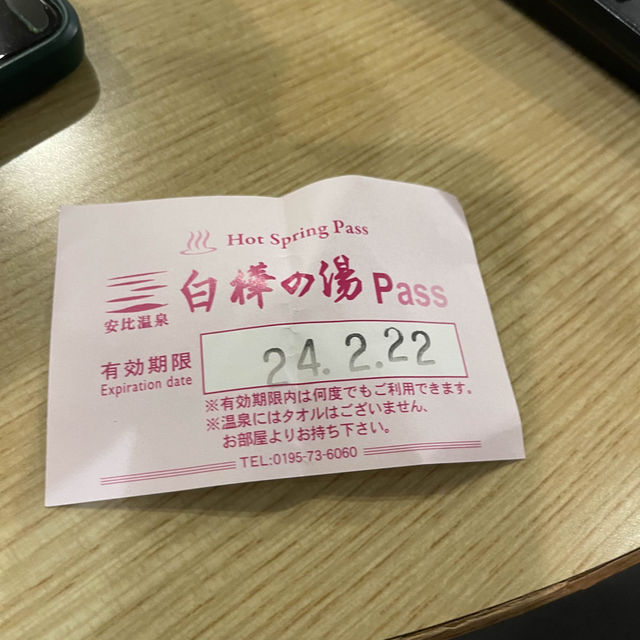 Hot Spring Pass
安比温泉
白樺の湯 Pass
有効期限
Expiration date
24.2.22
※有効期限内は何度でもご利用できます。
※温泉にはタオルはございません、
お部屋よりお持ち下さい。
TEL:0195-73-6060